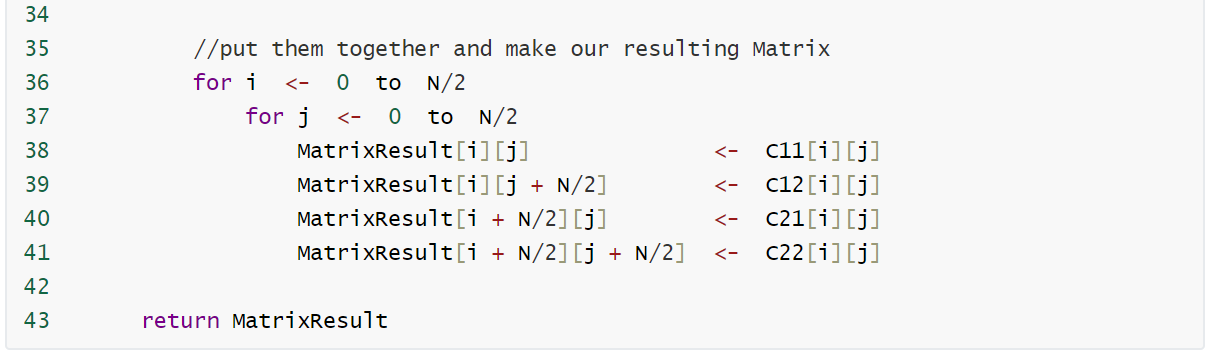 34
35 //put them together and make our resulting Matrix
36 for i <- 0 to N/2
37 for j <- 0 to N/2
38 MatrixResult[i][j] <- C11[i][j]
39 MatrixResult[i][j + N/2] <- C12[i][j]
40 MatrixResult[i + N/2][j] <- C21[i][j]
41 MatrixResult[i + N/2][j + N/2] <- C22[i][j]
42
43 return MatrixResult